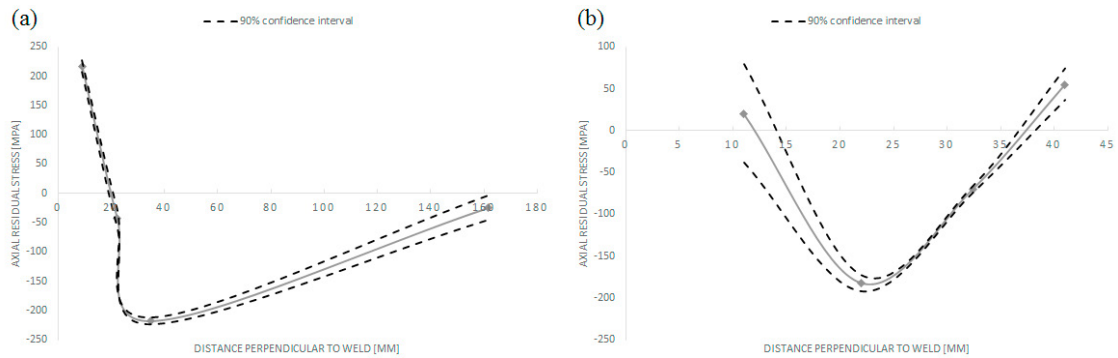 (a)
90% confidence interval
250
200
150
100
50
0
-50
-100
-150
-200
-250
0 20 40 60 80 100 120 140 160 180
AXIAL RESIDUAL STRESS [MPA]
DISTANCE PERPENDICULAR TO WELD [MM]
(b)
90% confidence interval
100
50
0
-50
-100
-150
-200
-250
0 5 10 15 20 25 30 35 40 45
AXIAL RESIDUAL STRESS [MPA]
DISTANCE PERPENDICULAR TO WELD [MM]